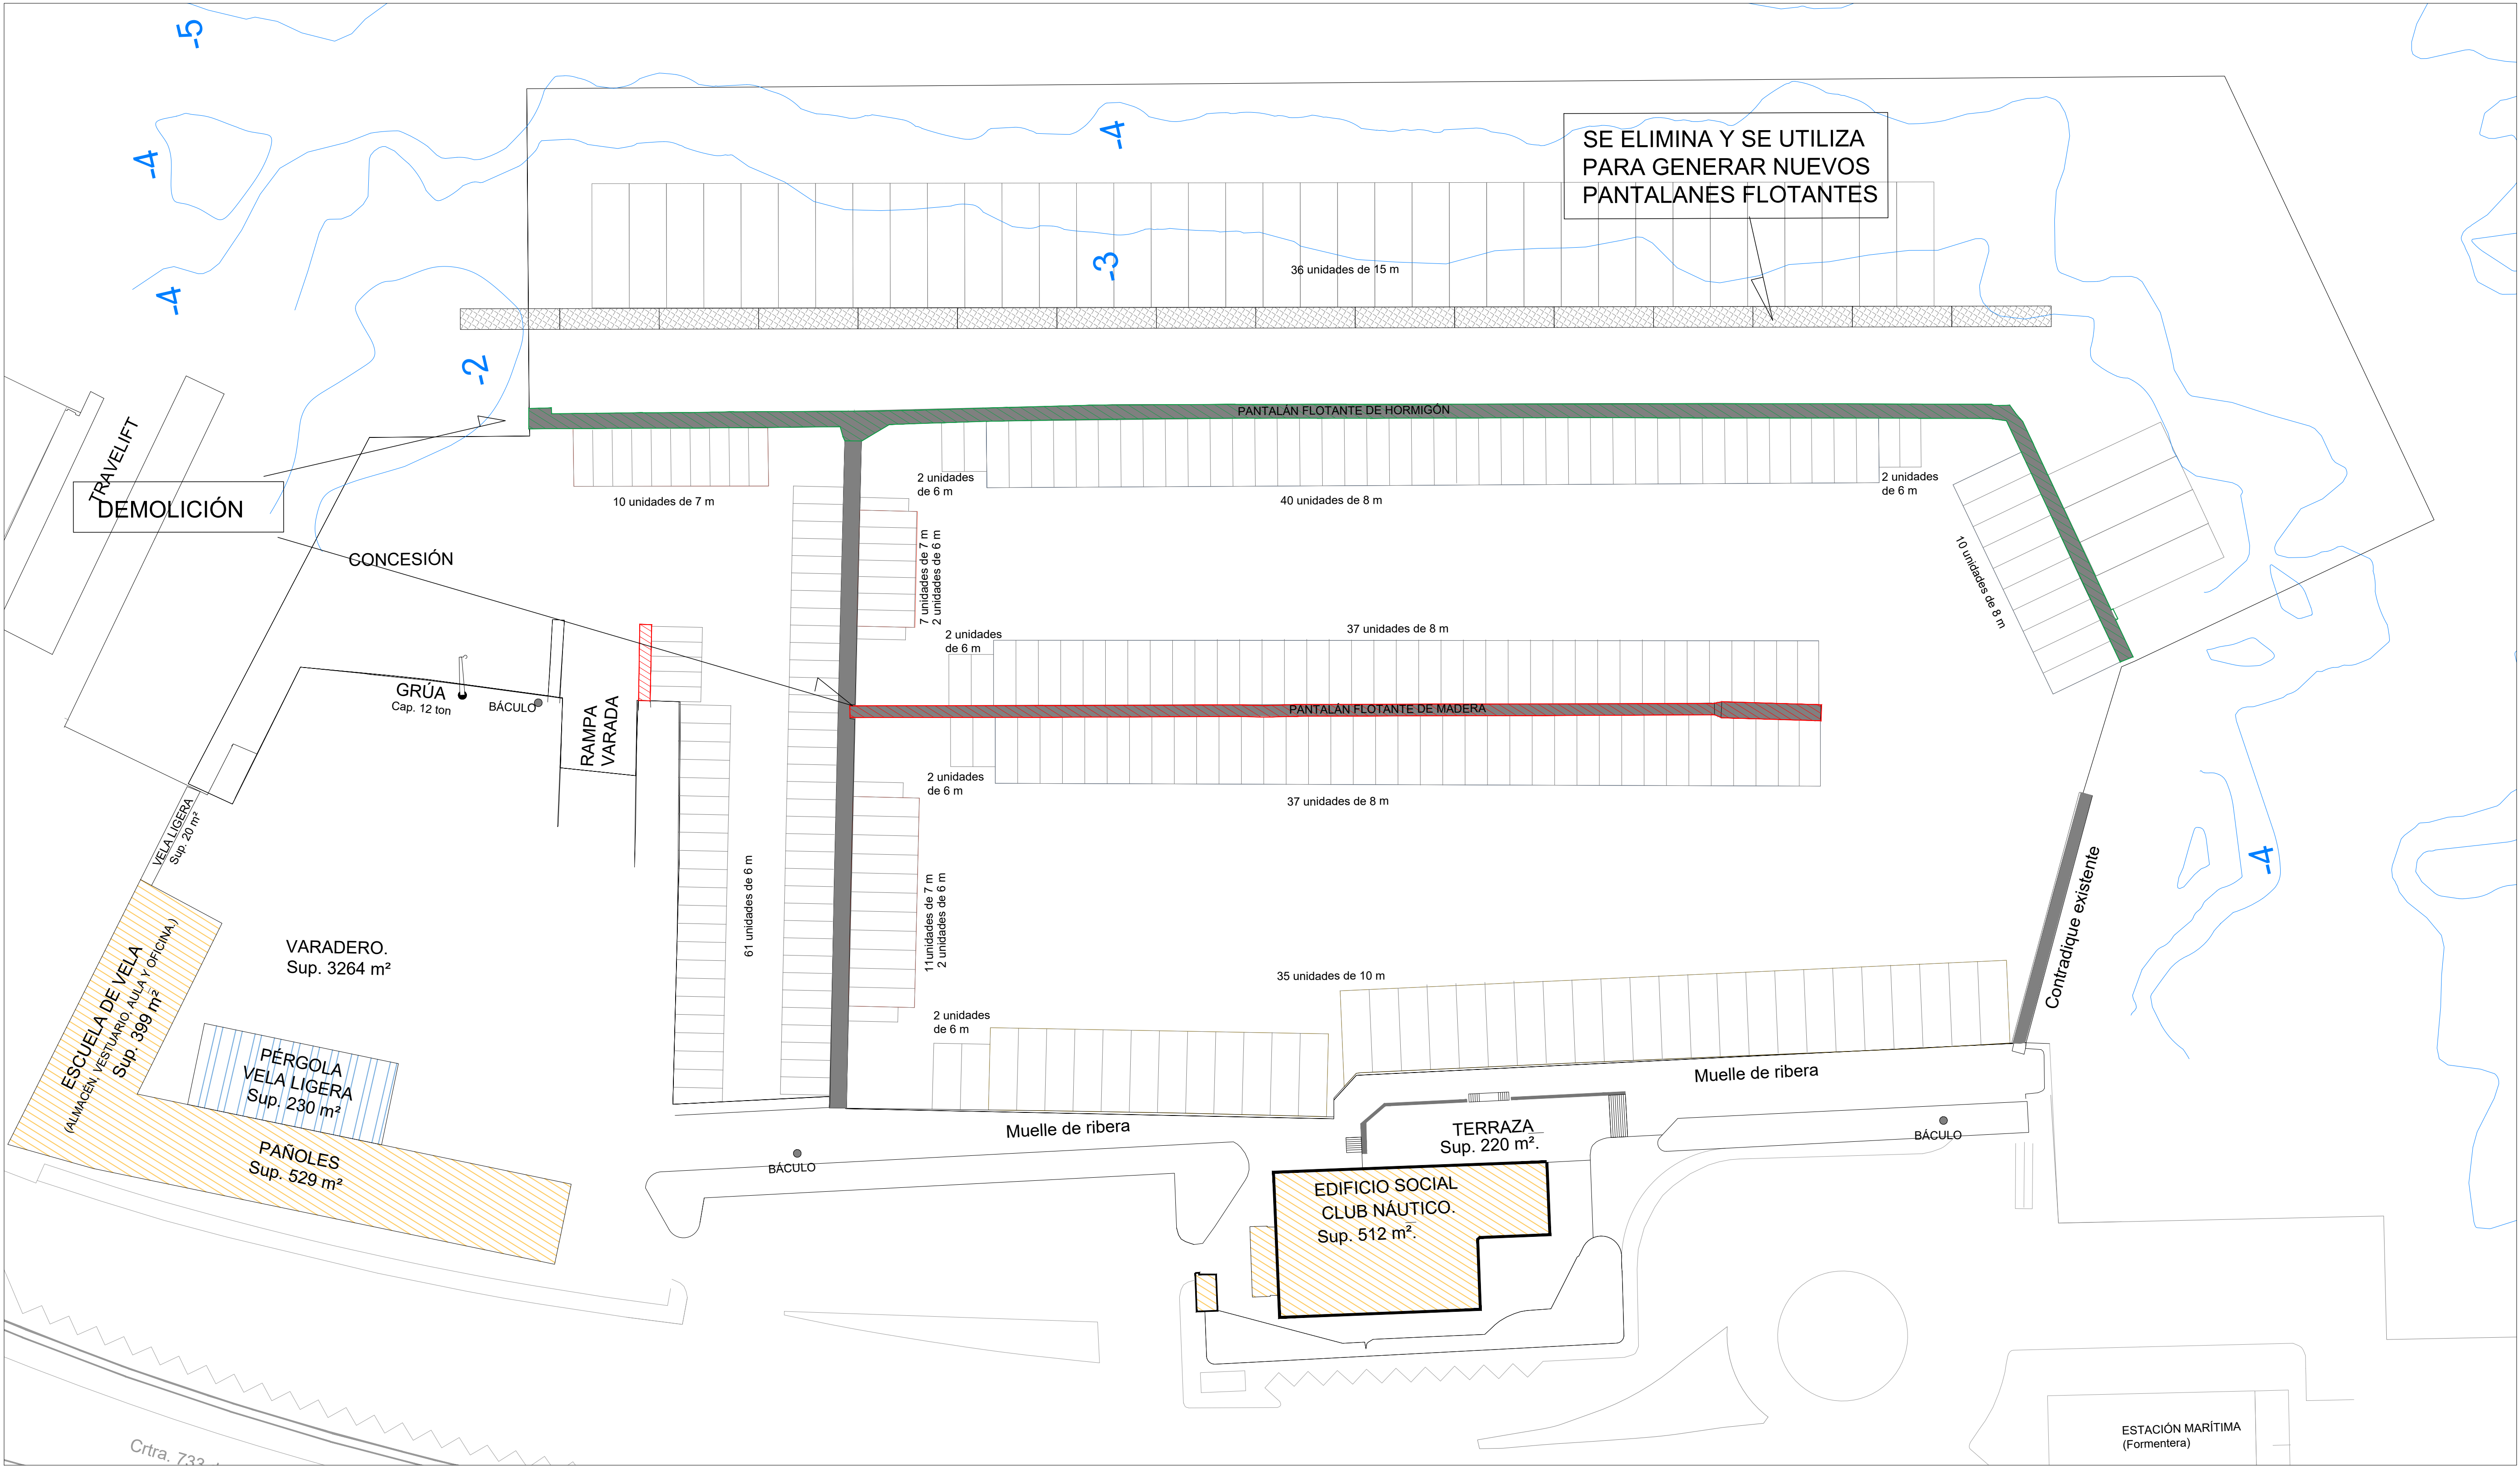 -5
-4
-4
-4
-3
-2
-4
SE ELIMINA Y SE UTILIZA
PARA GENERAR NUEVOS
PANTALANES FLOTANTES
36 unidades de 15 m
PANTALÁN FLOTANTE DE HORMIGÓN
TRAVELIFT
DEMOLICIÓN
CONCESIÓN
10 unidades de 7 m
2 unidades
de 6 m
40 unidades de 8 m
2 unidades
de 6 m
10 unidades de 8 m
7 unidades de 7 m
2 unidades de 6 m
2 unidades
de 6 m
37 unidades de 8 m
PANTALÁN FLOTANTE DE MADERA
2 unidades
de 6 m
37 unidades de 8 m
GRÚA
Cap. 12 ton
BÁCULO
RAMPA
VARADA
VELA LIGERA
Sup. 20 m²
61 unidades de 6 m
11unidades de 7 m
2 unidades de 6 m
2 unidades
de 6 m
35 unidades de 10 m
Contradique existente
VARADERO.
Sup. 3264 m²
ESCUELA DE VELA
(ALMACÉN, VESTUARIO, AULA Y OFICINA.)
Sup. 399 m²
PÉRGOLA
VELA LIGERA
Sup. 230 m²
PAÑOLES
Sup. 529 m²
Muelle de ribera
Muelle de ribera
BÁCULO
TERRAZA
Sup. 220 m².
BÁCULO
EDIFICIO SOCIAL
CLUB NÁUTICO.
Sup. 512 m².
ESTACIÓN MARÍTIMA
(Formentera)
Crtra. 733